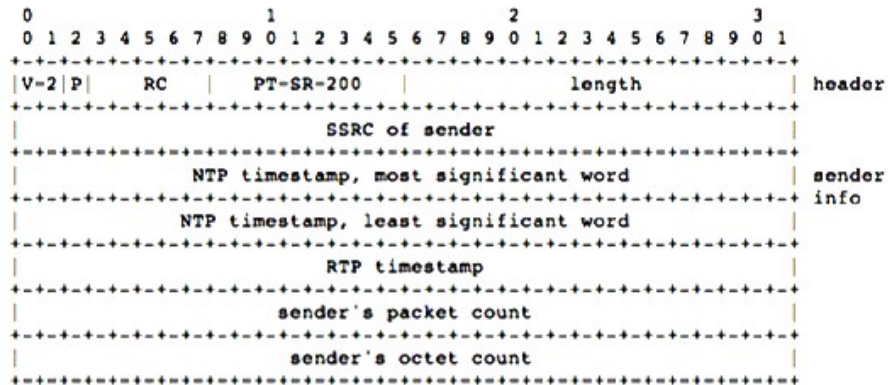 0 1 2 3
0 1 2 3 4 5 6 7 8 9 0 1 2 3 4 5 6 7 8 9 0 1 2 3 4 5 6 7 8 9 0 1
+-+-+-+-+-+-+-+-+-+-+-+-+-+-+-+-+-+-+-+-+-+-+-+-+-+-+-+-+-+-+-+-+
|V=2|P| RC | PT=SR=200 | length | header
+-+-+-+-+-+-+-+-+-+-+-+-+-+-+-+-+-+-+-+-+-+-+-+-+-+-+-+-+-+-+-+-+
| SSRC of sender |
+=+=+=+=+=+=+=+=+=+=+=+=+=+=+=+=+=+=+=+=+=+=+=+=+=+=+=+=+=+=+=+=+
| NTP timestamp, most significant word | sender
+-+-+-+-+-+-+-+-+-+-+-+-+-+-+-+-+-+-+-+-+-+-+-+-+-+-+-+-+-+-+-+-+ info
| NTP timestamp, least significant word |
+-+-+-+-+-+-+-+-+-+-+-+-+-+-+-+-+-+-+-+-+-+-+-+-+-+-+-+-+-+-+-+-+
| RTP timestamp |
+-+-+-+-+-+-+-+-+-+-+-+-+-+-+-+-+-+-+-+-+-+-+-+-+-+-+-+-+-+-+-+-+
| sender's packet count |
+-+-+-+-+-+-+-+-+-+-+-+-+-+-+-+-+-+-+-+-+-+-+-+-+-+-+-+-+-+-+-+-+
| sender's octet count |
+=+=+=+=+=+=+=+=+=+=+=+=+=+=+=+=+=+=+=+=+=+=+=+=+=+=+=+=+=+=+=+=+